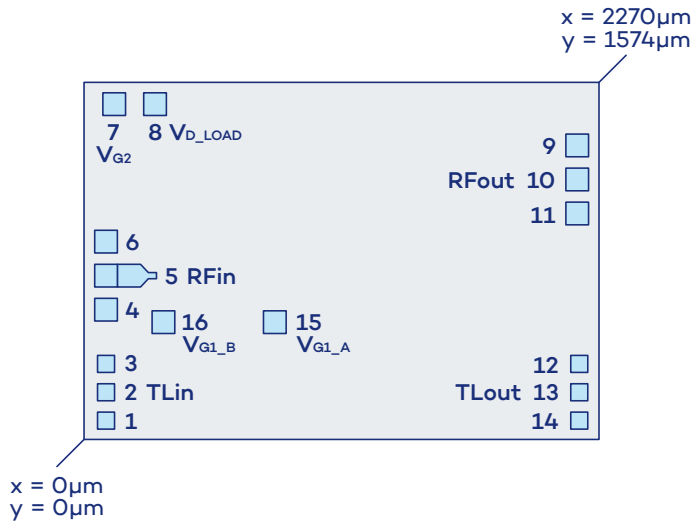 x = 2270μm
y = 1574μm
7 8 VD_LOAD
VG2
9
RFout 10
11
6
5 RFin
4
16 15
VG1_B VG1_A
3 12
2 TLin TLout 13
1 14
x = 0μm
y = 0μm